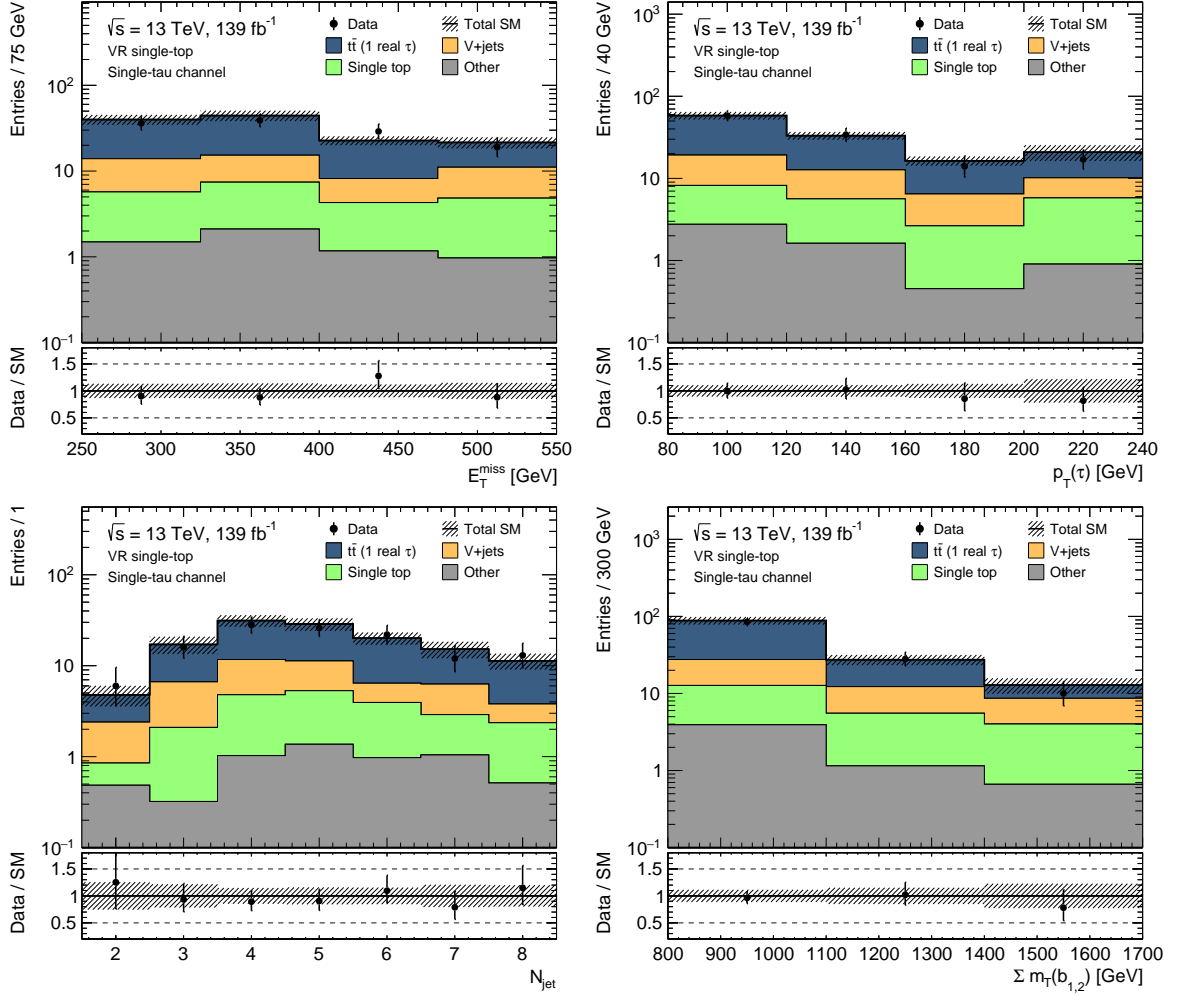 Entries / 75 GeV
√s = 13 TeV, 139 fb⁻¹
VR single-top
Single-tau channel
Data
Total SM
tt̄ (1 real τ)
V+jets
Single top
Other
10²
10
1
10⁻¹
Data / SM
1.5
1
0.5
250 300 350 400 450 500 550
E_T^miss [GeV]
Entries / 40 GeV
√s = 13 TeV, 139 fb⁻¹
VR single-top
Single-tau channel
Data
Total SM
tt̄ (1 real τ)
V+jets
Single top
Other
10³
10²
10
1
10⁻¹
Data / SM
1.5
1
0.5
80 100 120 140 160 180 200 220 240
p_T(τ) [GeV]
Entries / 1
√s = 13 TeV, 139 fb⁻¹
VR single-top
Single-tau channel
Data
Total SM
tt̄ (1 real τ)
V+jets
Single top
Other
10²
10
1
10⁻¹
Data / SM
1.5
1
0.5
2 3 4 5 6 7 8
N_jet
Entries / 300 GeV
√s = 13 TeV, 139 fb⁻¹
VR single-top
Single-tau channel
Data
Total SM
tt̄ (1 real τ)
V+jets
Single top
Other
10³
10²
10
1
10⁻¹
Data / SM
1.5
1
0.5
800 900 1000 1100 1200 1300 1400 1500 1600 1700
Σ m_T(b_1,2) [GeV]